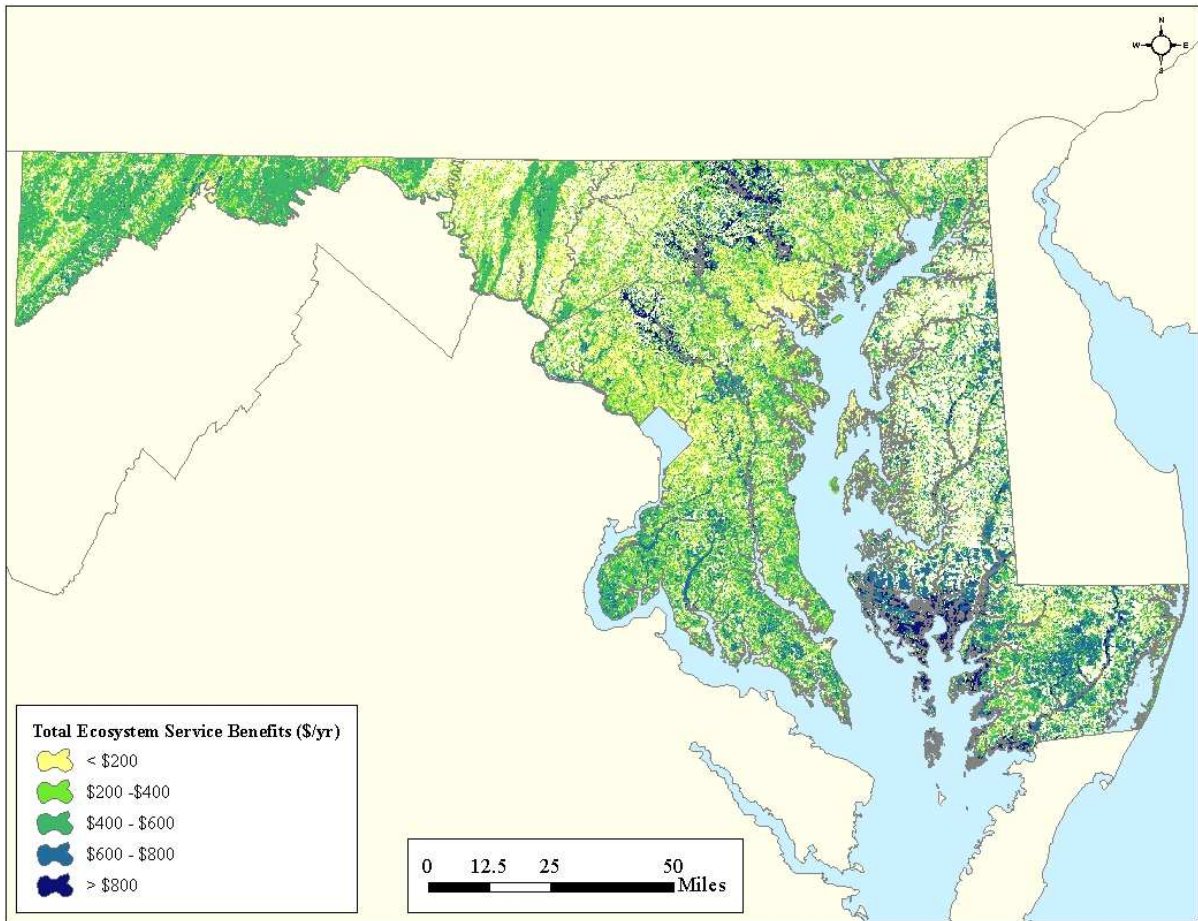 N
W E
S
Total Ecosystem Service Benefits ($/yr)
< $200
$200 -$400
$400 - $600
$600 - $800
> $800
0 12.5 25 50
Miles